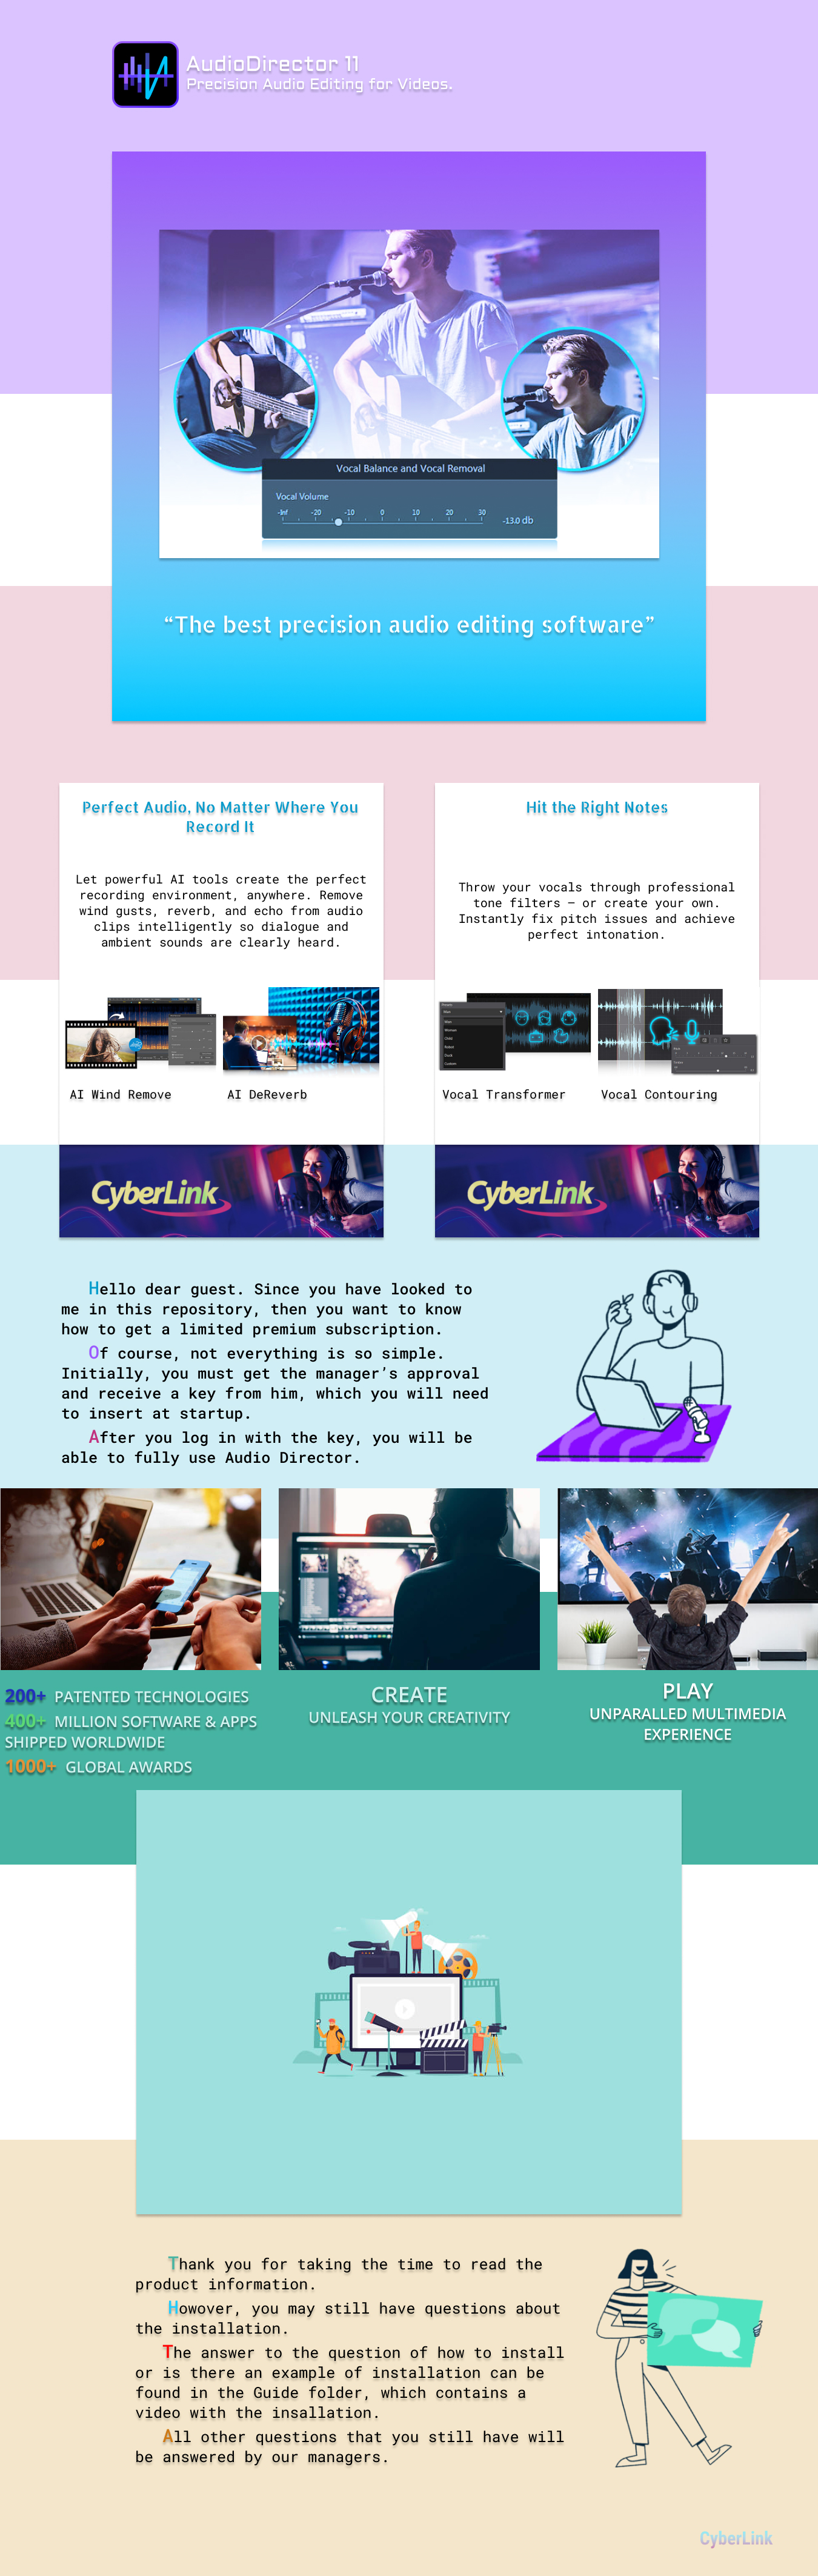 AudioDirector 11
Precision Audio Editing for Videos.
Vocal Balance and Vocal Removal
Vocal Volume
-Inf -20 -10 0 10 20 30
-13.0 db
“The best precision audio editing software”
Perfect Audio, No Matter Where You
Record It
Let powerful AI tools create the perfect
recording environment, anywhere. Remove
wind gusts, reverb, and echo from audio
clips intelligently so dialogue and
ambient sounds are clearly heard.
AI Wind Remove
AI DeReverb
CyberLink
Hit the Right Notes
Throw your vocals through professional
tone filters – or create your own.
Instantly fix pitch issues and achieve
perfect intonation.
Vocal Transformer
Vocal Contouring
CyberLink
Hello dear guest. Since you have looked to
me in this repository, then you want to know
how to get a limited premium subscription.
Of course, not everything is so simple.
Initially, you must get the manager’s approval
and receive a key from him, which you will need
to insert at startup.
After you log in with the key, you will be
able to fully use Audio Director.
200+ PATENTED TECHNOLOGIES
400+ MILLION SOFTWARE & APPS
SHIPPED WORLDWIDE
1000+ GLOBAL AWARDS
CREATE
UNLEASH YOUR CREATIVITY
PLAY
UNPARALLED MULTIMEDIA
EXPERIENCE
Thank you for taking the time to read the
product information.
Howover, you may still have questions about
the installation.
The answer to the question of how to install
or is there an example of installation can be
found in the Guide folder, which contains a
video with the insallation.
All other questions that you still have will
be answered by our managers.
CyberLink